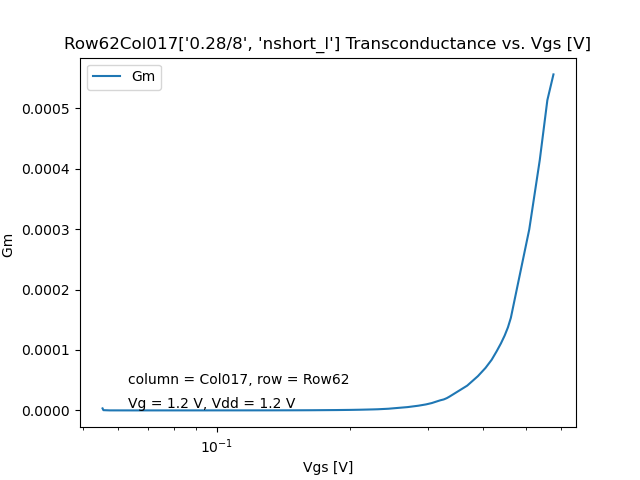 Row62Col017['0.28/8', 'nshort_l'] Transconductance vs. Vgs [V]
Gm
0.0005
0.0004
0.0003
0.0002
0.0001
0.0000
Gm
column = Col017, row = Row62
Vg = 1.2 V, Vdd = 1.2 V
10⁻¹
Vgs [V]